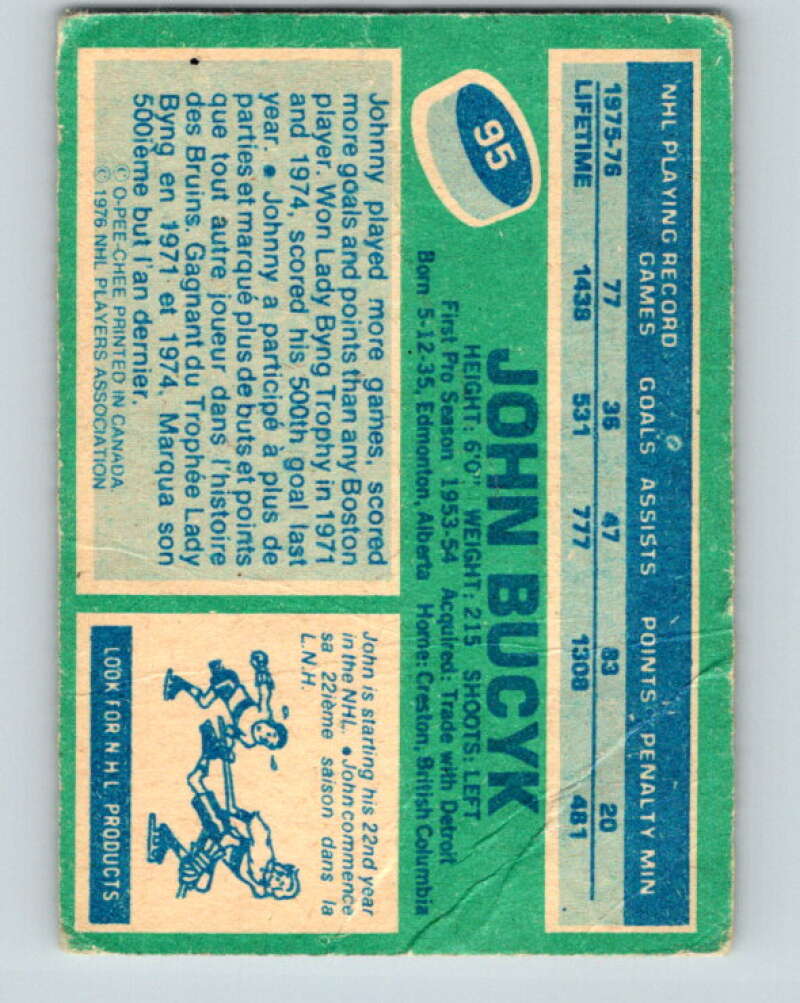 NHL PLAYING RECORD
GAMES GOALS ASSISTS POINTS PENALTY MIN
1975-76 77 36 47 83 20
LIFETIME 1438 531 777 1308 481
95
JOHN BUCYK
HEIGHT: 6'0" WEIGHT: 215 SHOOTS: LEFT
First Pro Season 1953-54 Acquired: Trade with Detroit
Born 5-12-35, Edmonton, Alberta Home: Creston, British Columbia
Johnny played more games, scored
more goals and points than any Boston
player. Won Lady Byng Trophy in 1971
and 1974, scored his 500th goal last
year. • Johnny a participé à plus de
parties et marqué plus de buts et points
que tout autre joueur dans l'histoire
des Bruins. Gagnant du Trophée Lady
Byng en 1971 et 1974. Marqua son
500ième but l'an dernier.
© O-PEE-CHEE PRINTED IN CANADA.
© 1976 NHL PLAYERS ASSOCIATION
John is starting his 22nd year
in the NHL. • John commence
sa 22ième saison dans la
L.N.H.
LOOK FOR N.H.L. PRODUCTS